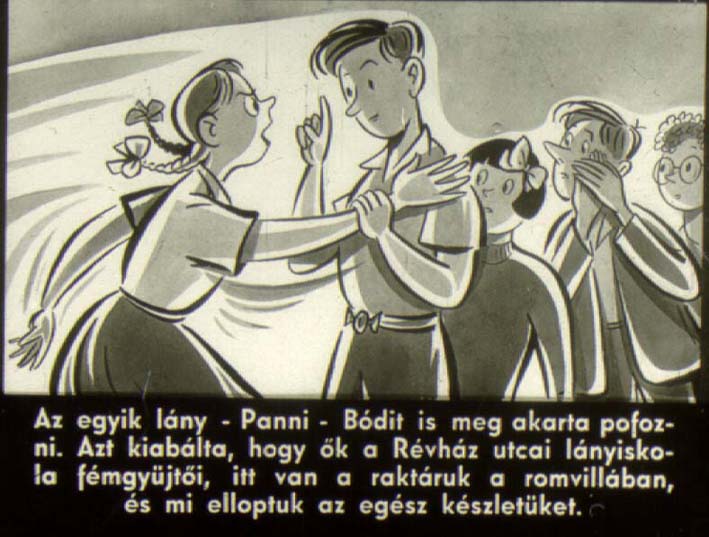 Az egyik lány - Panni - Bódit is meg akarta pofoz-
ni. Azt kiabálta, hogy ők a Révház utcai lányisko-
la fémgyüjtői, itt van a raktáruk a romvillában,
és mi elloptuk az egész készletüket.